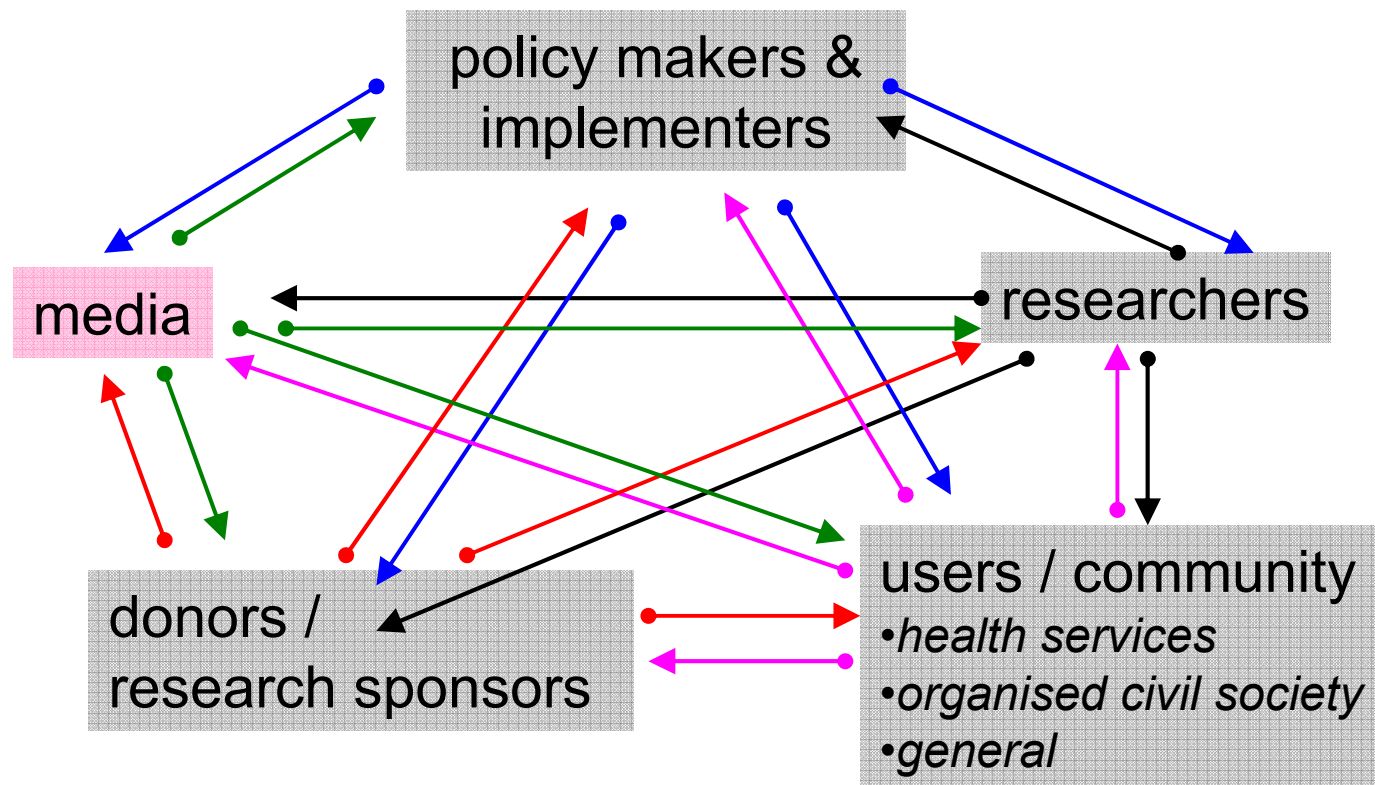 policy makers &
implementers
media
researchers
donors /
research sponsors
users / community
•health services
•organised civil society
•general